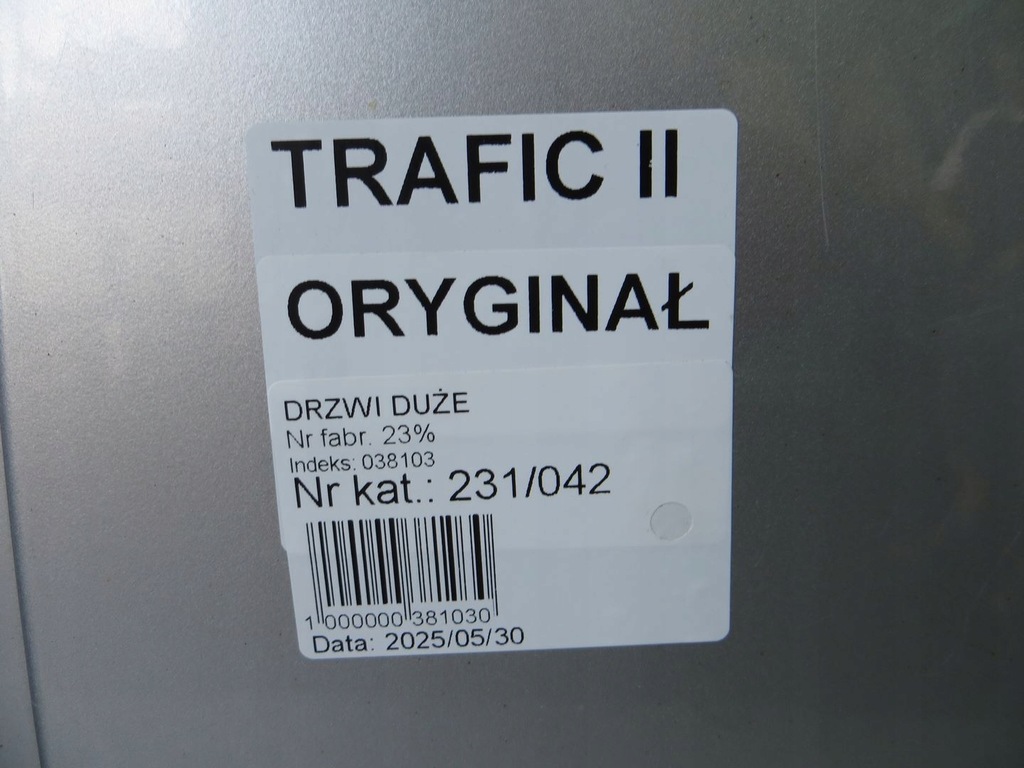 TRAFIC II
ORYGINAŁ
DRZWI DUŻE
Nr fabr. 23%
Indeks: 038103
Nr kat.: 231/042
1 000000 381030
Data: 2025/05/30